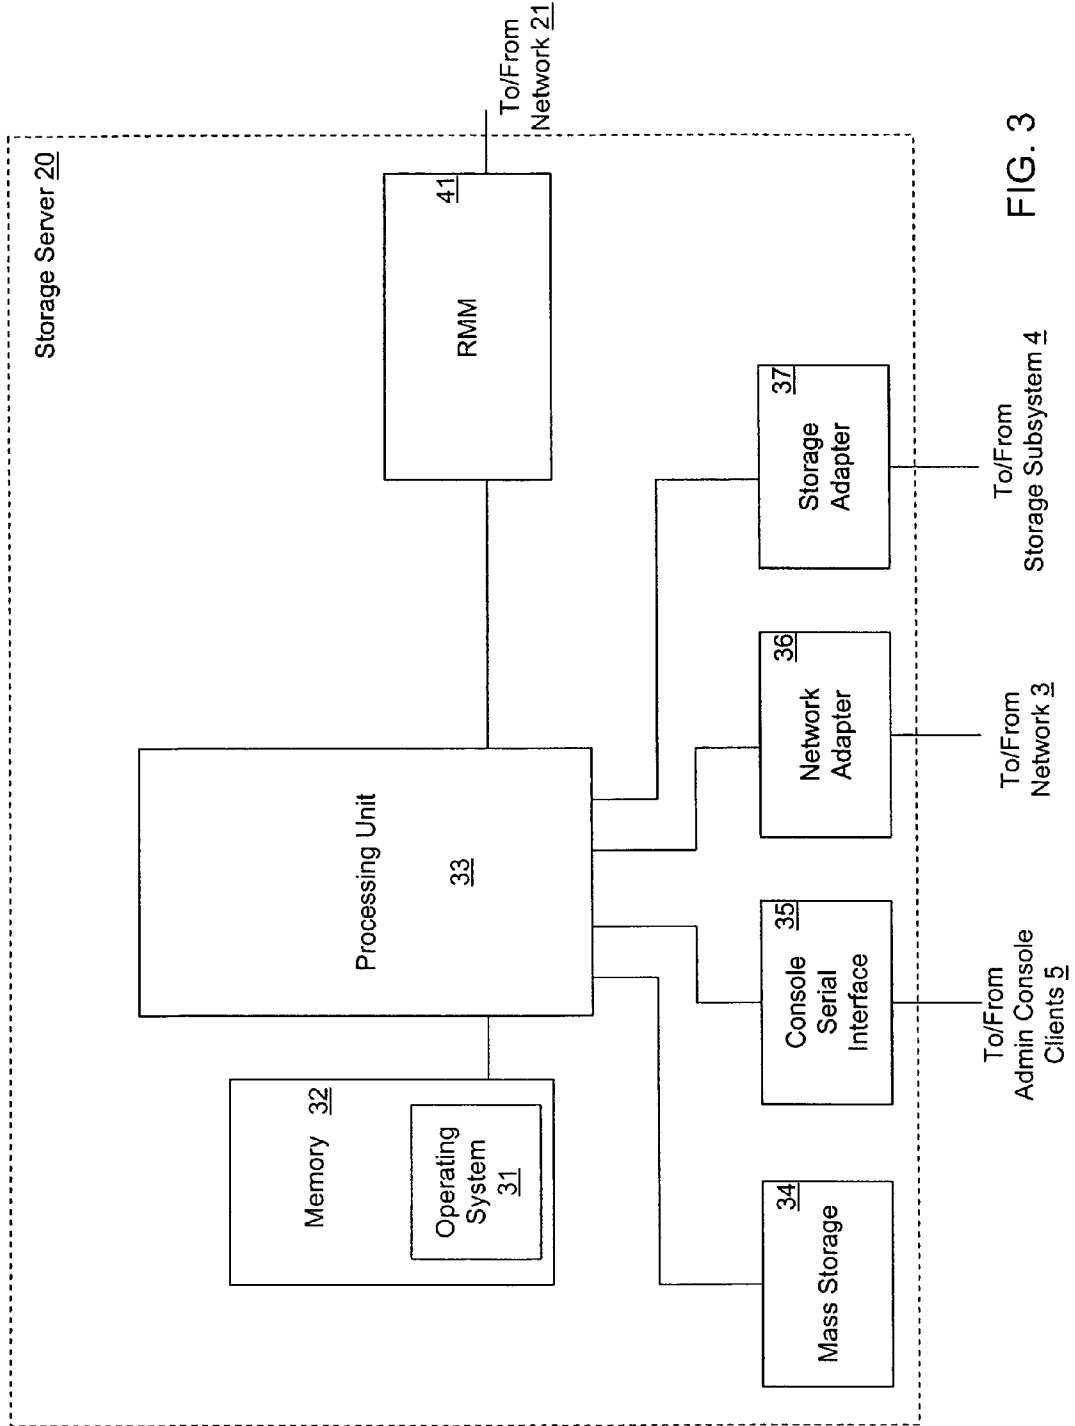 Storage Server 20
Memory 32
Operating
System
31
Processing Unit
33
RMM
41
To/From
Network 21
Mass Storage
34
Console
Serial
Interface
35
Network
Adapter
36
Storage
Adapter
37
To/From
Admin Console
Clients 5
To/From
Network 3
To/From
Storage Subsystem 4
FIG. 3